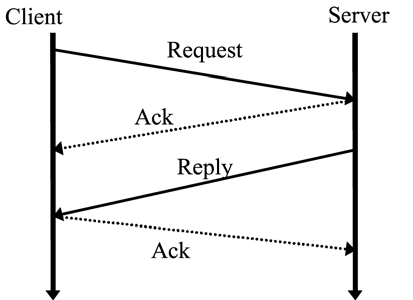 Client
Server
Request
Ack
Reply
Ack